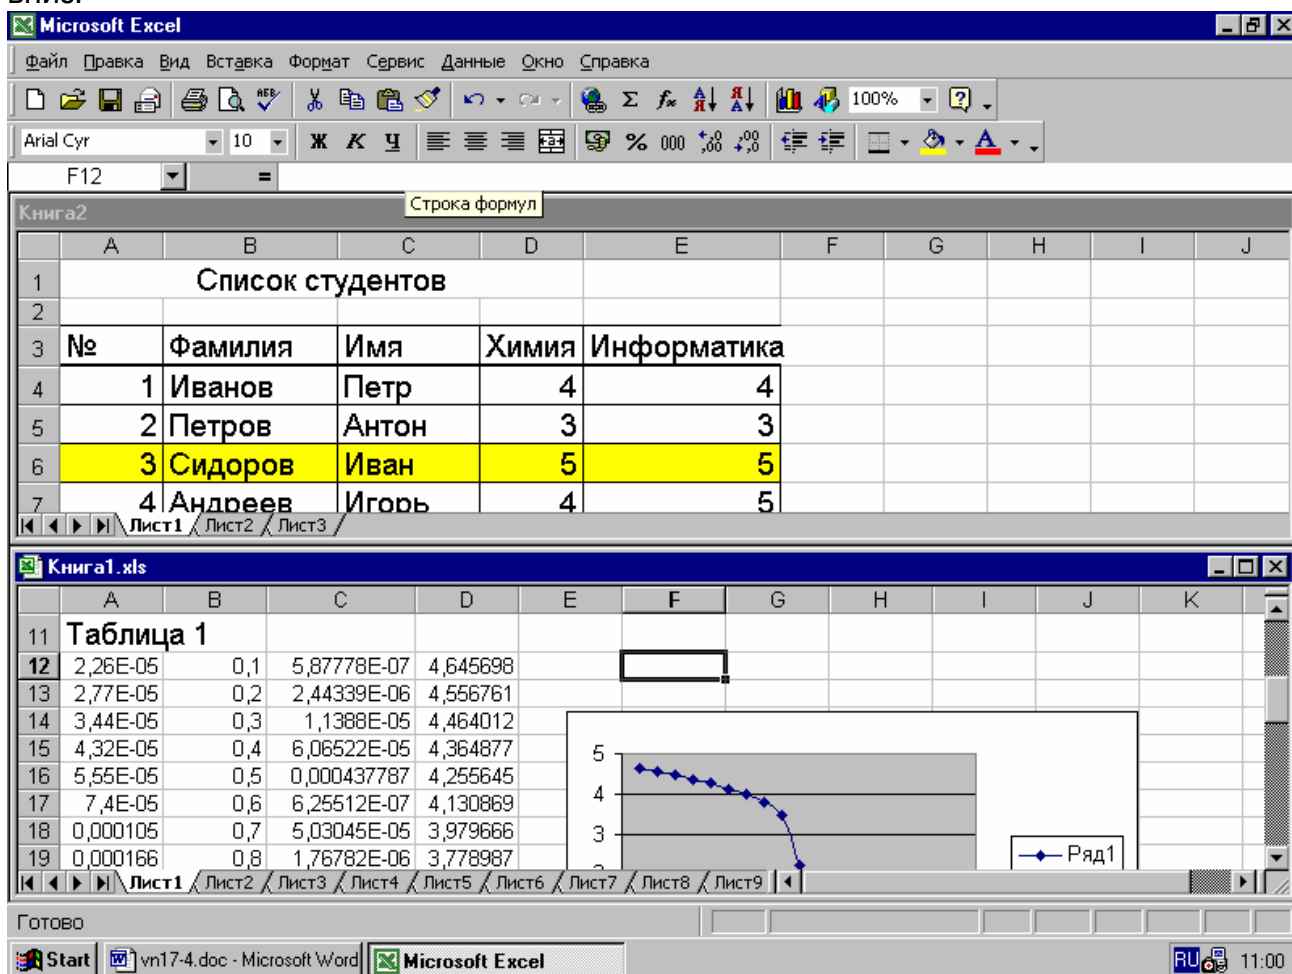 Microsoft Excel
Файл Правка Вид Вставка Формат Сервис Данные Окно Справка
100%
Arial Cyr 10 Ж К Ч % 000
F12 =
Строка формул
Книга2
A B C D E F G H I J
1 Список студентов
2
3 № Фамилия Имя Химия Информатика
4 1 Иванов Петр 4 4
5 2 Петров Антон 3 3
6 3 Сидоров Иван 5 5
7 4 Андреев Игорь 4 5
Лист1 Лист2 Лист3
Книга1.xls
A B C D E F G H I J K
11 Таблица 1
12 2,26E-05 0,1 5,87778E-07 4,645698
13 2,77E-05 0,2 2,44339E-06 4,556761
14 3,44E-05 0,3 1,1388E-05 4,464012
15 4,32E-05 0,4 6,06522E-05 4,364877
16 5,55E-05 0,5 0,000437787 4,255645
17 7,4E-05 0,6 6,25512E-07 4,130869
18 0,000105 0,7 5,03045E-05 3,979666
19 0,000166 0,8 1,76782E-06 3,778987
5
4
3
Ряд1
Лист1 Лист2 Лист3 Лист4 Лист5 Лист6 Лист7 Лист8 Лист9
Готово
Start vn17-4.doc - Microsoft Word Microsoft Excel RU 11:00